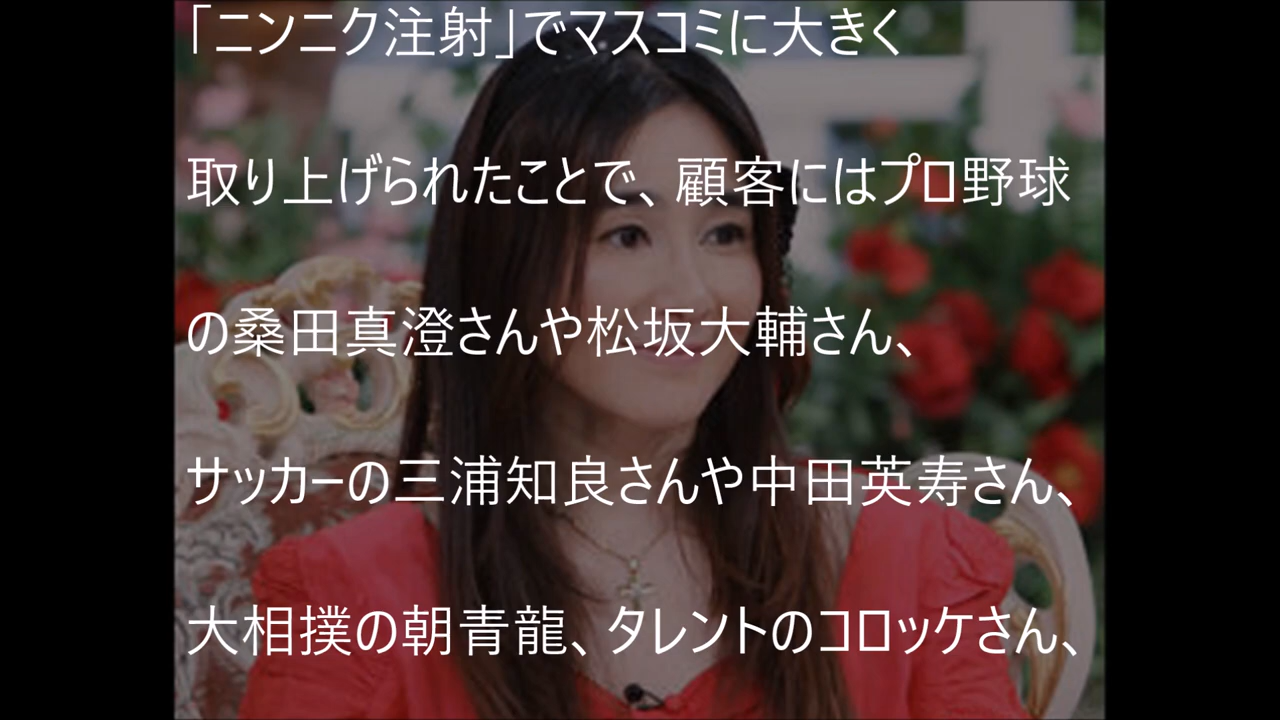 「ニンニク注射」でマスコミに大きく
取り上げられたことで、顧客にはプロ野球
の桑田真澄さんや松坂大輔さん、
サッカーの三浦知良さんや中田英寿さん、
大相撲の朝青龍、タレントのコロッケさん、